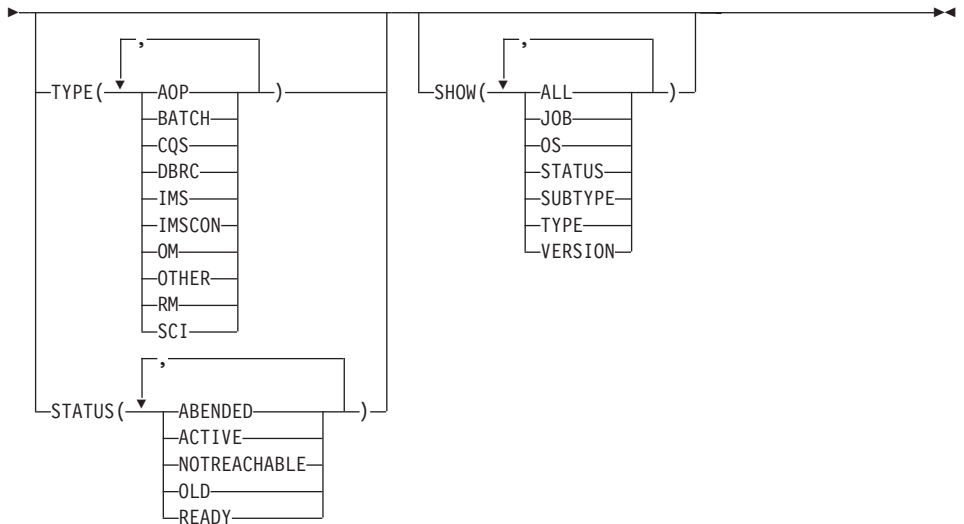 ,
,
TYPE( AOP )
SHOW( ALL )
BATCH
JOB
CQS
OS
DBRC
STATUS
IMS
SUBTYPE
IMSCON
TYPE
OM
VERSION
OTHER
RM
SCI
,
STATUS( ABENDED )
ACTIVE
NOTREACHABLE
OLD
READY